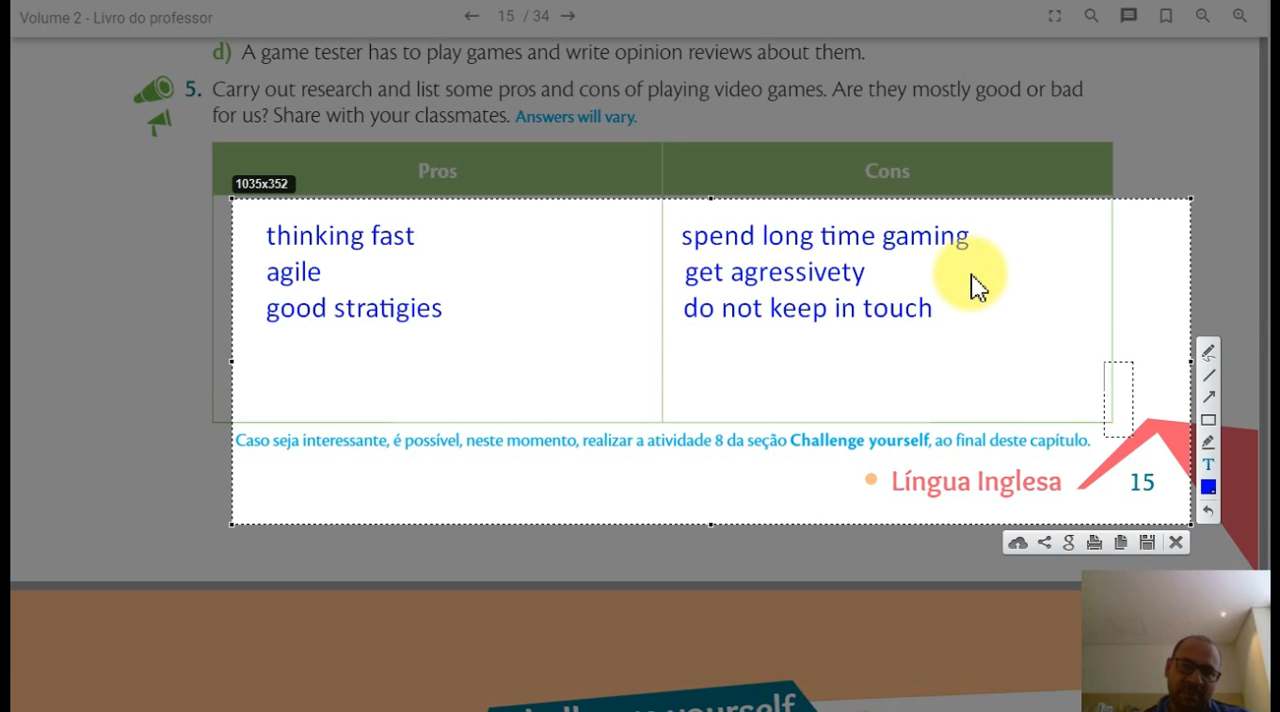 Volume 2 - Livro do professor
15 / 34
d) A game tester has to play games and write opinion reviews about them.
5. Carry out research and list some pros and cons of playing video games. Are they mostly good or bad
for us? Share with your classmates. Answers will vary.
Pros
Cons
1035x352
thinking fast
agile
good stratigies
spend long time gaming
get agressivety
do not keep in touch
Caso seja interessante, é possível, neste momento, realizar a atividade 8 da seção Challenge yourself, ao final deste capítulo.
Língua Inglesa
15
T
yourself